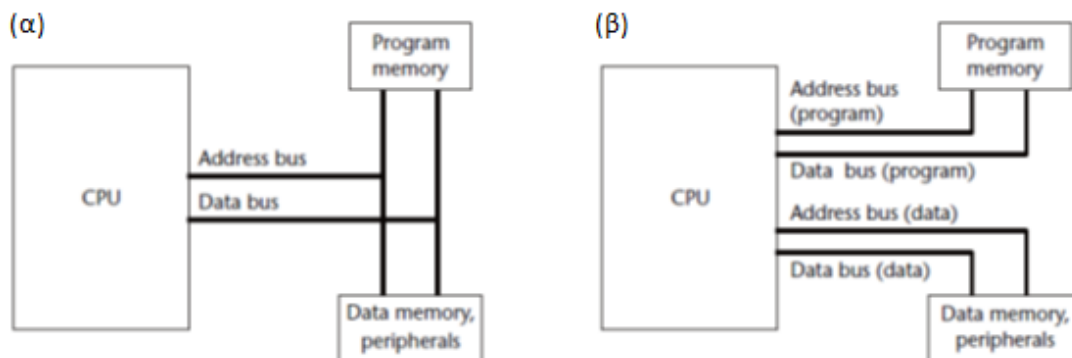 (α)
Program
memory
Address bus
CPU
Data bus
Data memory,
peripherals
(β)
Program
memory
Address bus
(program)
Data bus (program)
CPU
Address bus (data)
Data bus (data)
Data memory,
peripherals